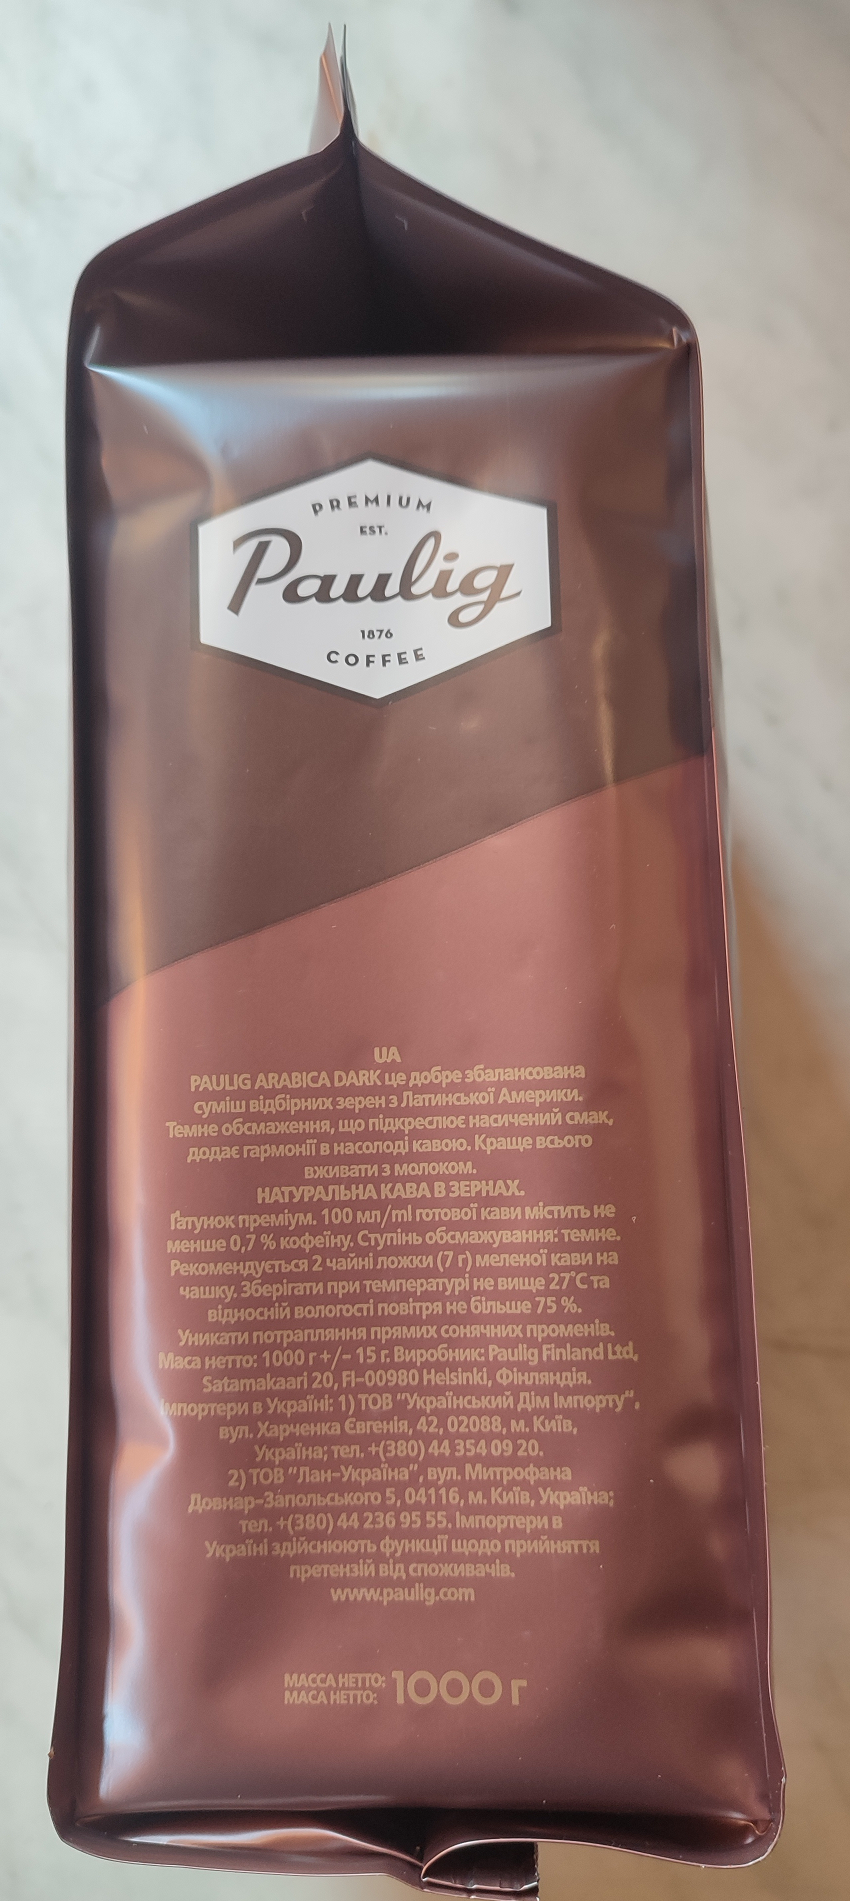 PREMIUM
EST.
Paulig
1876
COFFEE
UA
PAULIG ARABICA DARK це добре збалансована
суміш відбірних зерен з Латинської Америки.
Темне обсмаження, що підкреслює насичений смак,
додає гармонії в насолоді кавою. Краще всього
вживати з молоком.
НАТУРАЛЬНА КАВА В ЗЕРНАХ.
Ґатунок преміум. 100 мл/ml готової кави містить не
менше 0,7 % кофеїну. Ступінь обсмажування: темне.
Рекомендується 2 чайні ложки (7 г) меленої кави на
чашку. Зберігати при температурі не вище 27°С та
відносній вологості повітря не більше 75 %.
Уникати потрапляння прямих сонячних променів.
Маса нетто: 1000 г +/- 15 г. Виробник: Paulig Finland Ltd,
Satamakaari 20, FI-00980 Helsinki, Фінляндія.
Імпортери в Україні: 1) ТОВ "Український Дім Імпорту",
вул. Харченка Євгенія, 42, 02088, м. Київ,
Україна; тел. +(380) 44 354 09 20.
2) ТОВ "Лан-Україна", вул. Митрофана
Довнар-Запольського 5, 04116, м. Київ, Україна;
тел. +(380) 44 236 95 55. Імпортери в
Україні здійснюють функції щодо прийняття
претензій від споживачів.
www.paulig.com
МАССА НЕТТО:
МАСА НЕТТО: 1000 г